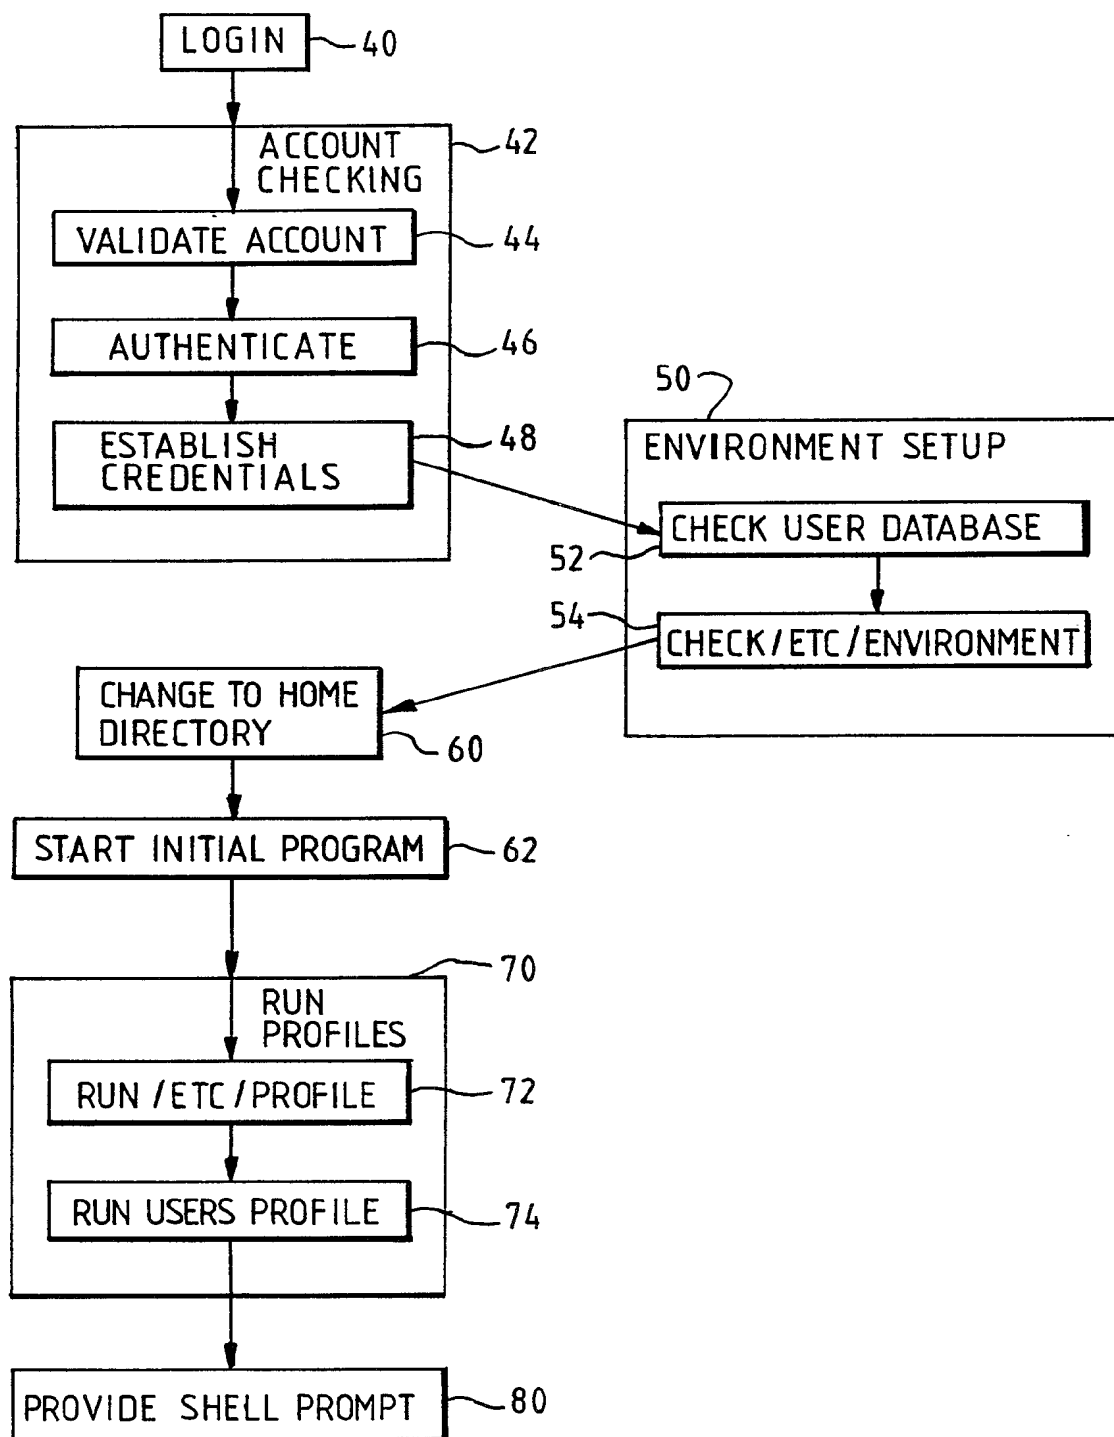 LOGIN
40
ACCOUNT
CHECKING
42
VALIDATE ACCOUNT
44
AUTHENTICATE
46
ESTABLISH
CREDENTIALS
48
50
ENVIRONMENT SETUP
CHECK USER DATABASE
52
54
CHECK/ETC/ENVIRONMENT
CHANGE TO HOME
DIRECTORY
60
START INITIAL PROGRAM
62
70
RUN
PROFILES
RUN /ETC/PROFILE
72
RUN USERS PROFILE
74
PROVIDE SHELL PROMPT
80